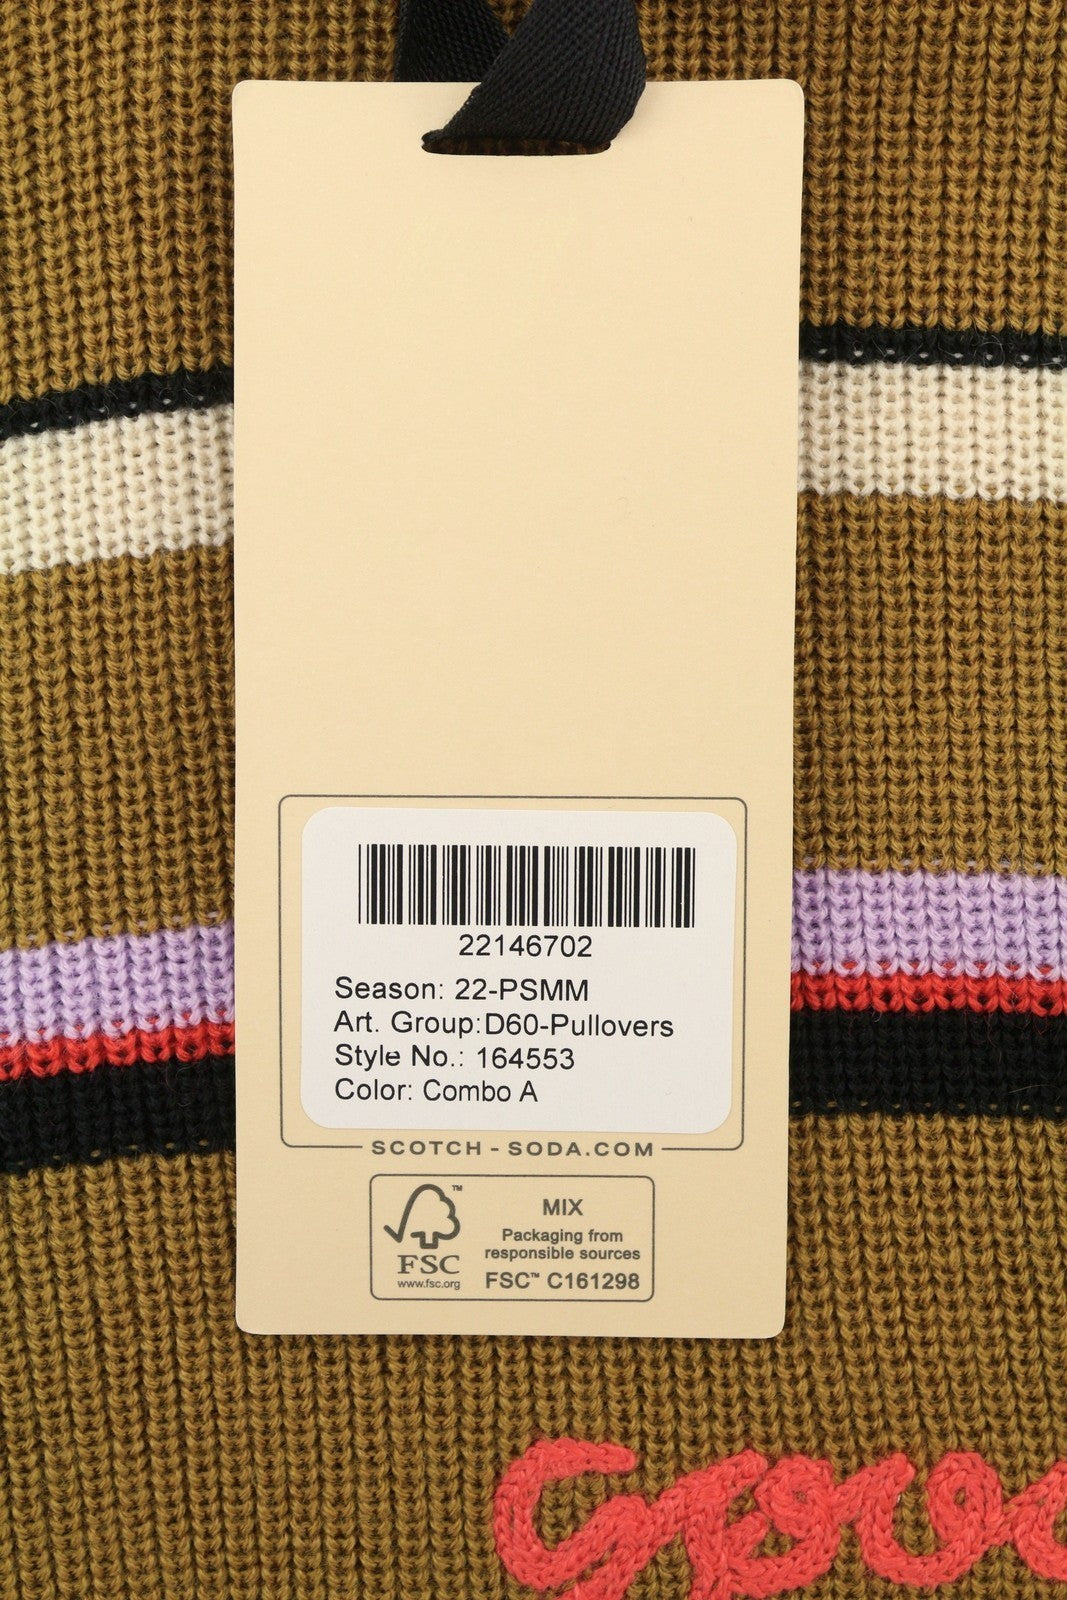 22146702
Season: 22-PSMM
Art. Group:D60-Pullovers
Style No.: 164553
Color: Combo A
SCOTCH - SODA.COM
FSC
www.fsc.org
™
MIX
Packaging from
responsible sources
FSC™ C161298